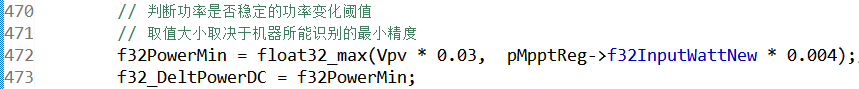 470 // 判断功率是否稳定的功率变化阈值
471 // 取值大小取决于机器所能识别的最小精度
472 f32PowerMin = float32_max(Vpv * 0.03, pMpptReg->f32InputWattNew * 0.004);;
473 f32_DeltPowerDC = f32PowerMin;